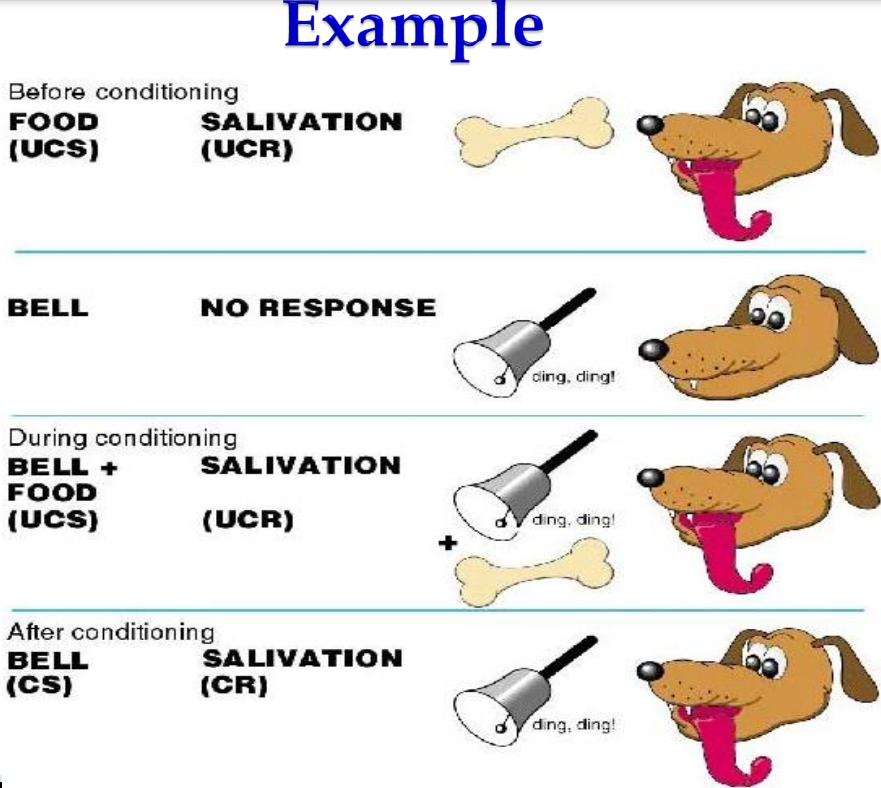 Example
Before conditioning
FOOD SALIVATION
(UCS) (UCR)
BELL NO RESPONSE
ding, ding!
During conditioning
BELL + SALIVATION
FOOD
(UCS) (UCR)
ding, ding!
+
After conditioning
BELL SALIVATION
(CS) (CR)
ding, ding!